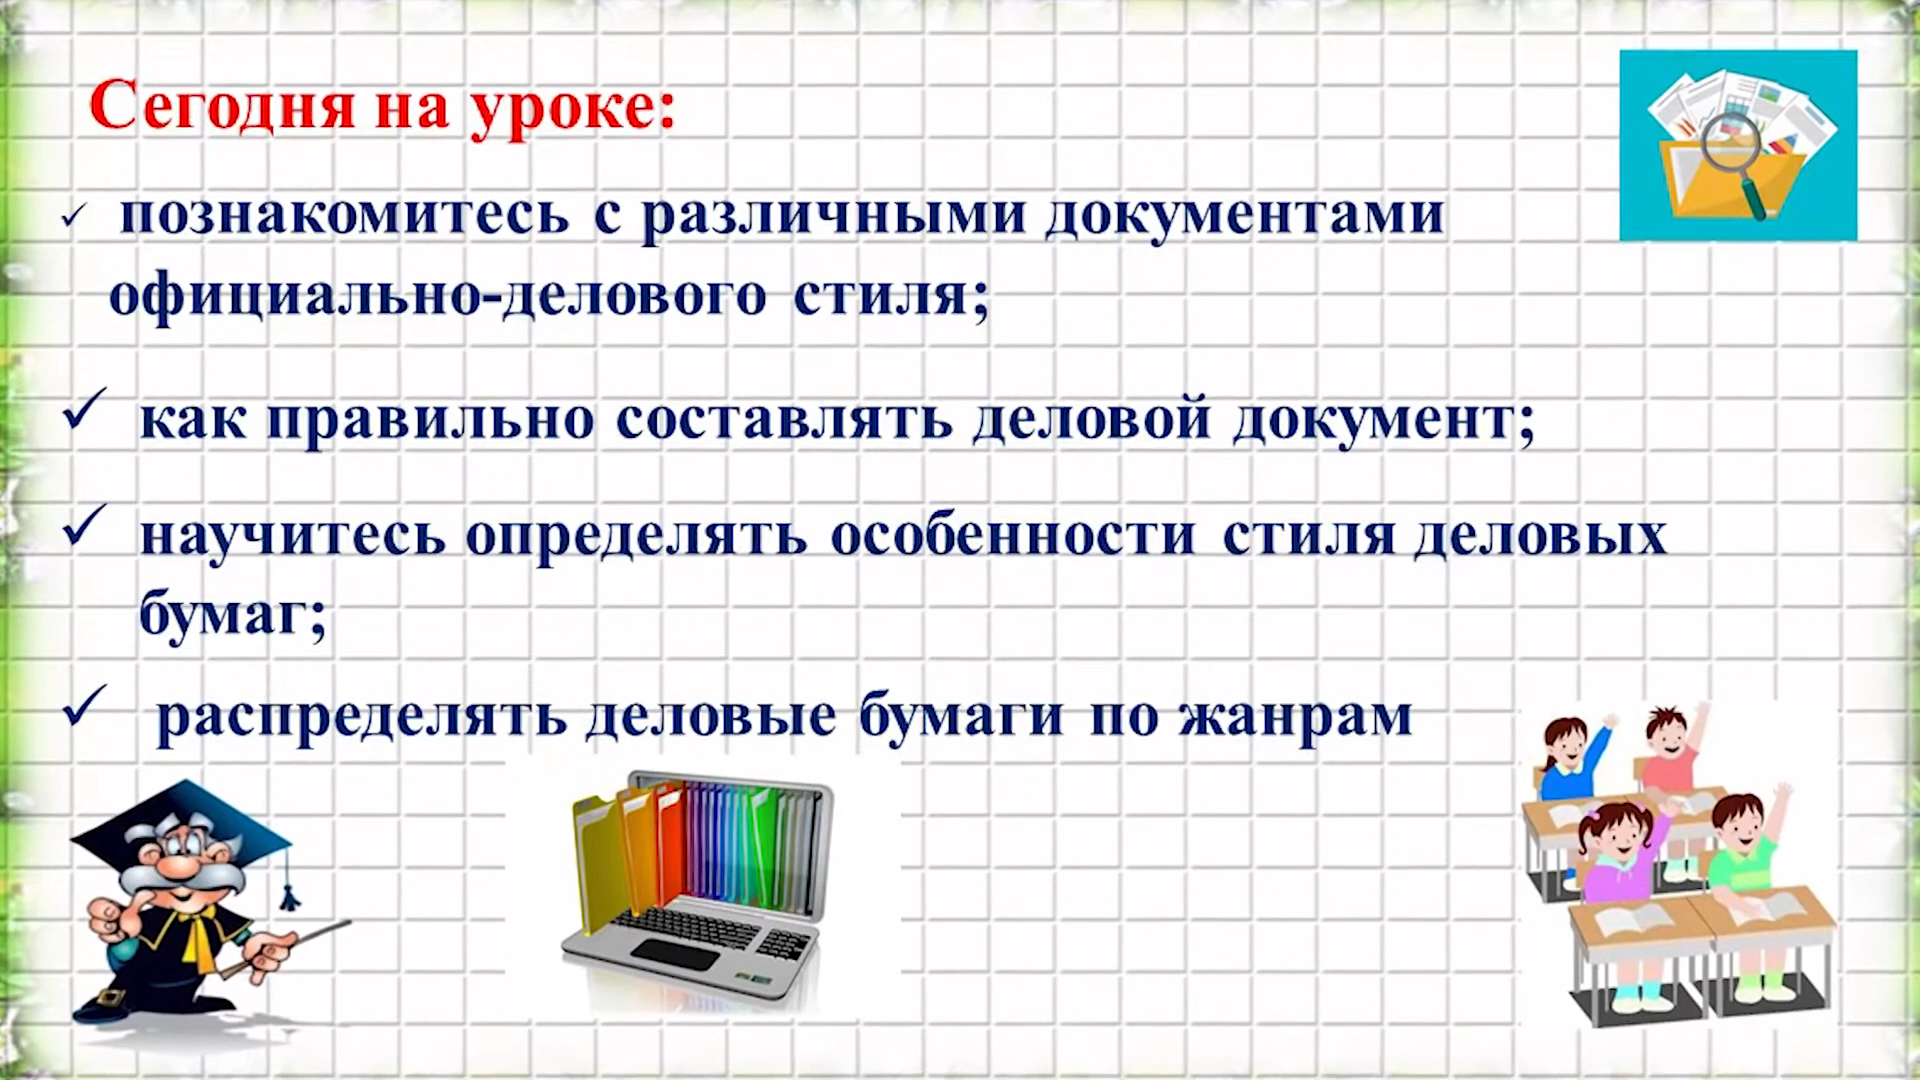 Сегодня на уроке:
✓ познакомитесь с различными документами
официально-делового стиля;
✓ как правильно составлять деловой документ;
✓ научитесь определять особенности стиля деловых
бумаг;
✓ распределять деловые бумаги по жанрам